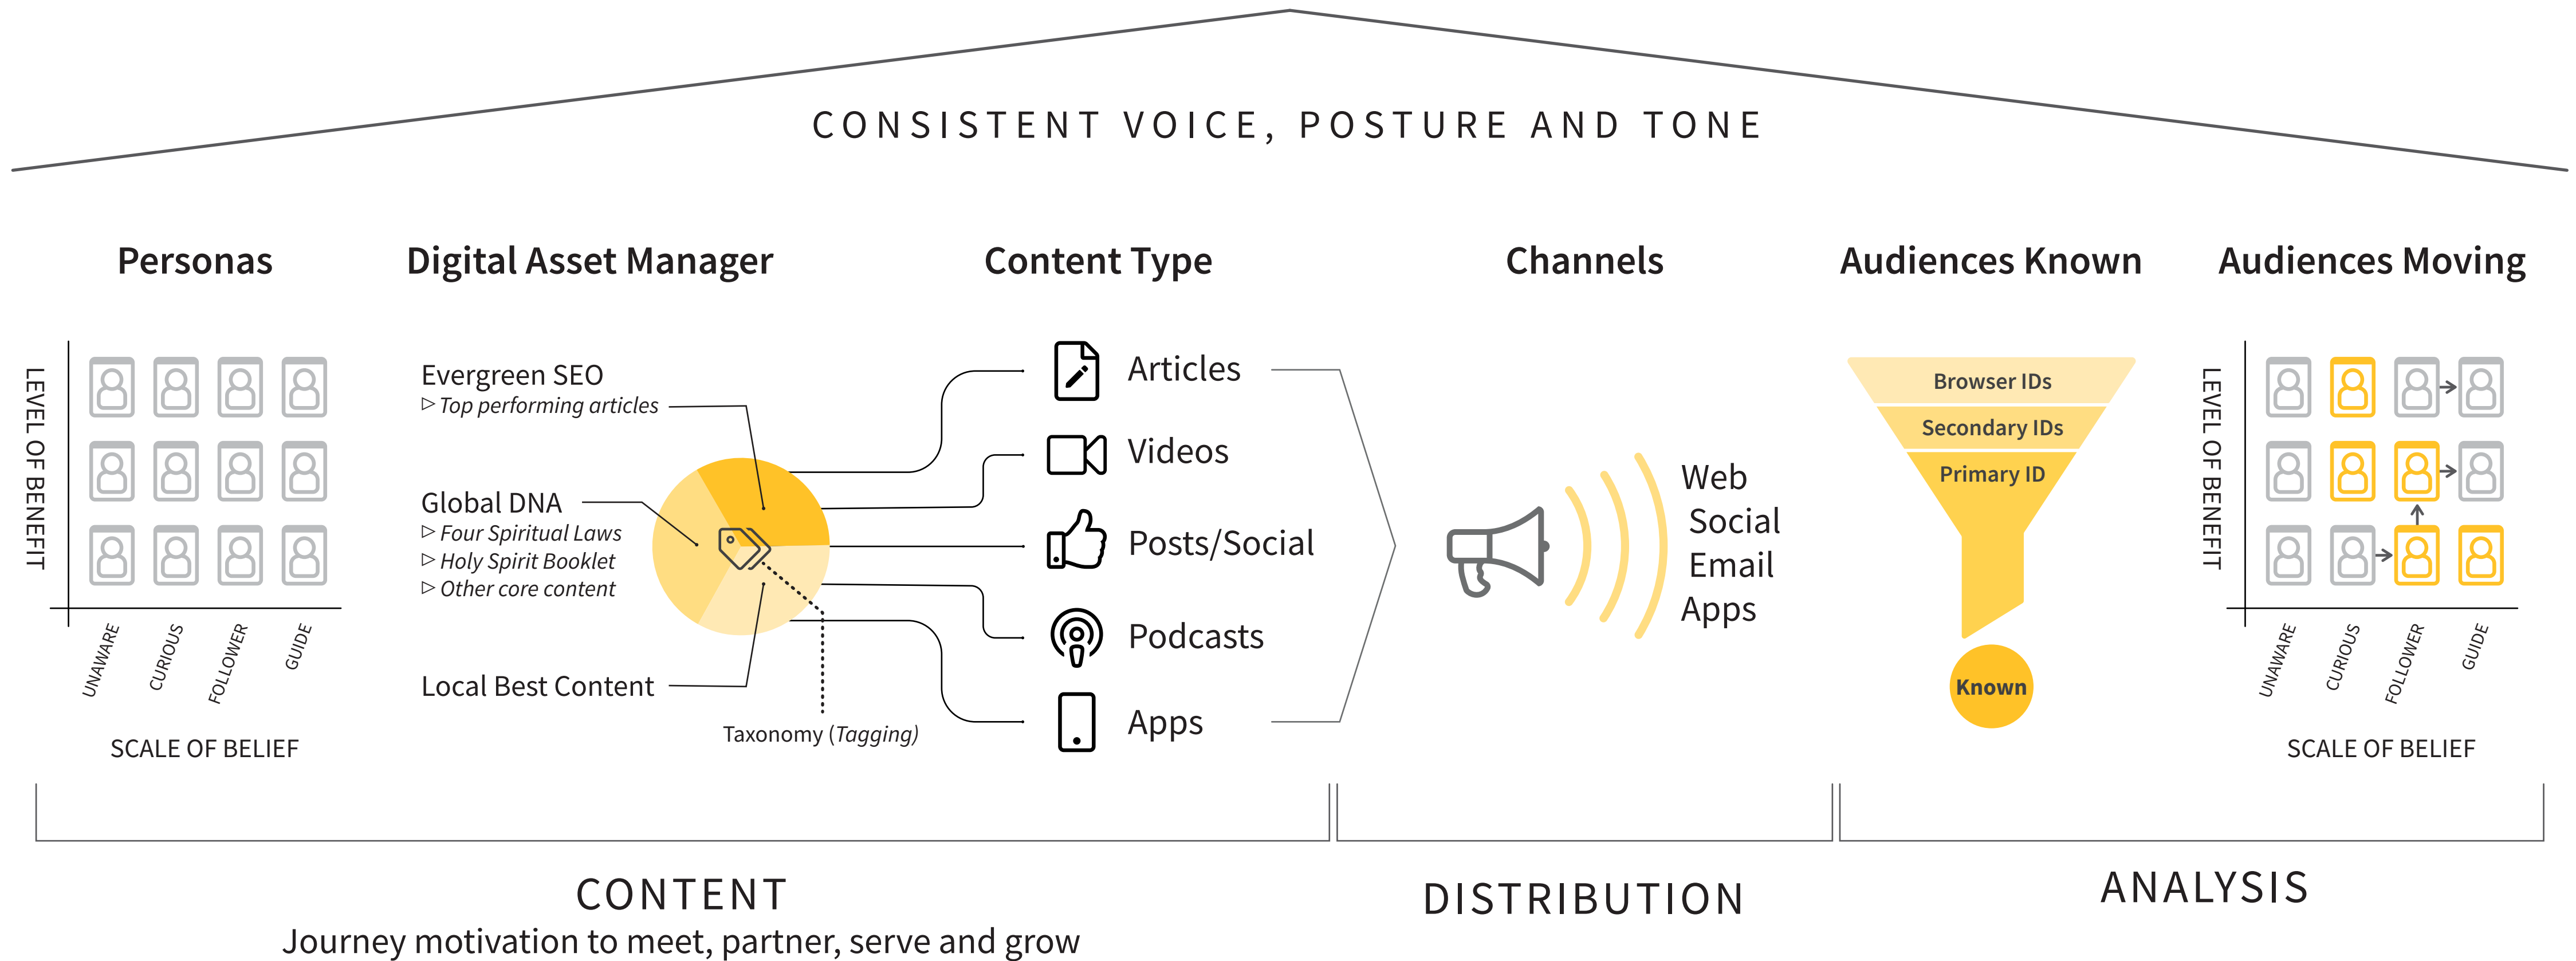 CONSISTENT VOICE, POSTURE AND TONE
Personas
LEVEL OF BENEFIT
UNAWARE
CURIOUS
FOLLOWER
GUIDE
SCALE OF BELIEF
Digital Asset Manager
Evergreen SEO
Top performing articles
Global DNA
Four Spiritual Laws
Holy Spirit Booklet
Other core content
Local Best Content
Taxonomy (Tagging)
Content Type
Articles
Videos
Posts/Social
Podcasts
Apps
Channels
Web
Social
Email
Apps
Audiences Known
Browser IDs
Secondary IDs
Primary ID
Known
Audiences Moving
LEVEL OF BENEFIT
UNAWARE
CURIOUS
FOLLOWER
GUIDE
SCALE OF BELIEF
CONTENT
Journey motivation to meet, partner, serve and grow
DISTRIBUTION
ANALYSIS